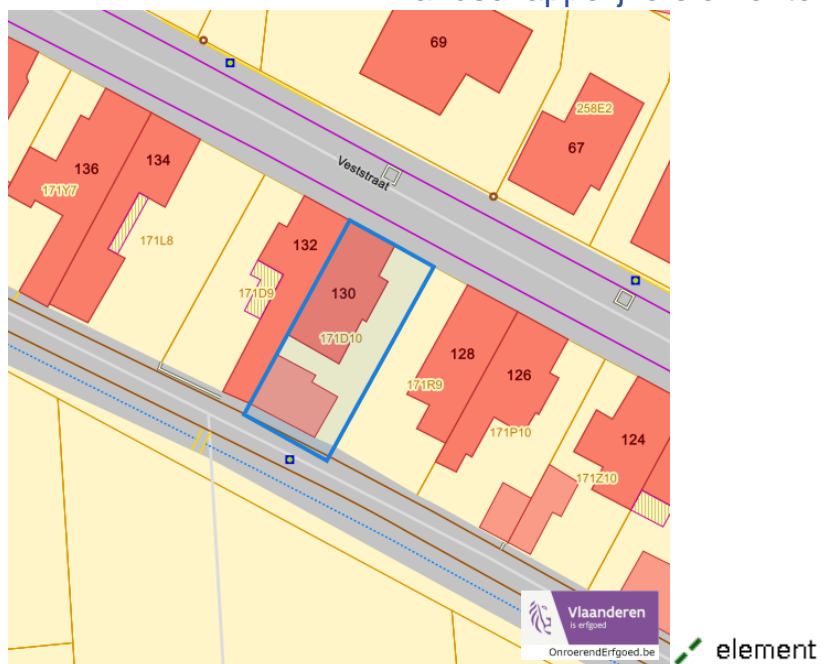 69
258E2
67
136
134
Veststraat
171Y7
171L8
132
171D9
130
171D10
128
171R9
126
171P10
124
171Z10
Vlaanderen
is erfgoed
OnroerendErfgoed.be
element